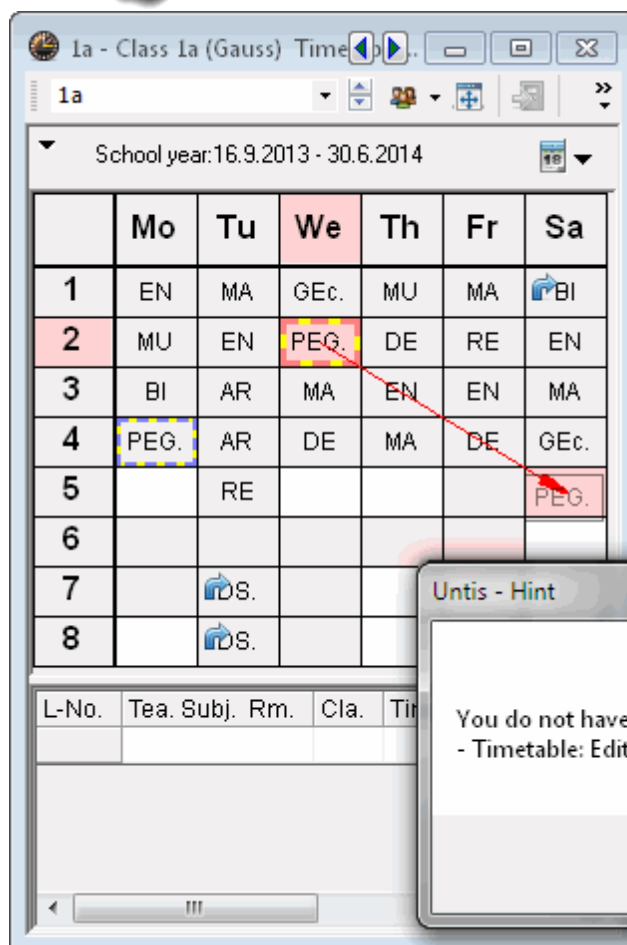 1a - Class 1a (Gauss) Time
1a
School year:16.9.2013 - 30.6.2014
18
Mo Tu We Th Fr Sa
1 EN MA GEc. MU MA BI
2 MU EN PEG. DE RE EN
3 BI AR MA EN EN MA
4 PEG. AR DE MA DE GEc.
5 RE PEG.
6
7 DS.
8 DS.
L-No. Tea. Subj. Rm. Cla.
Untis - Hint
You do not have
- Timetable: Edit